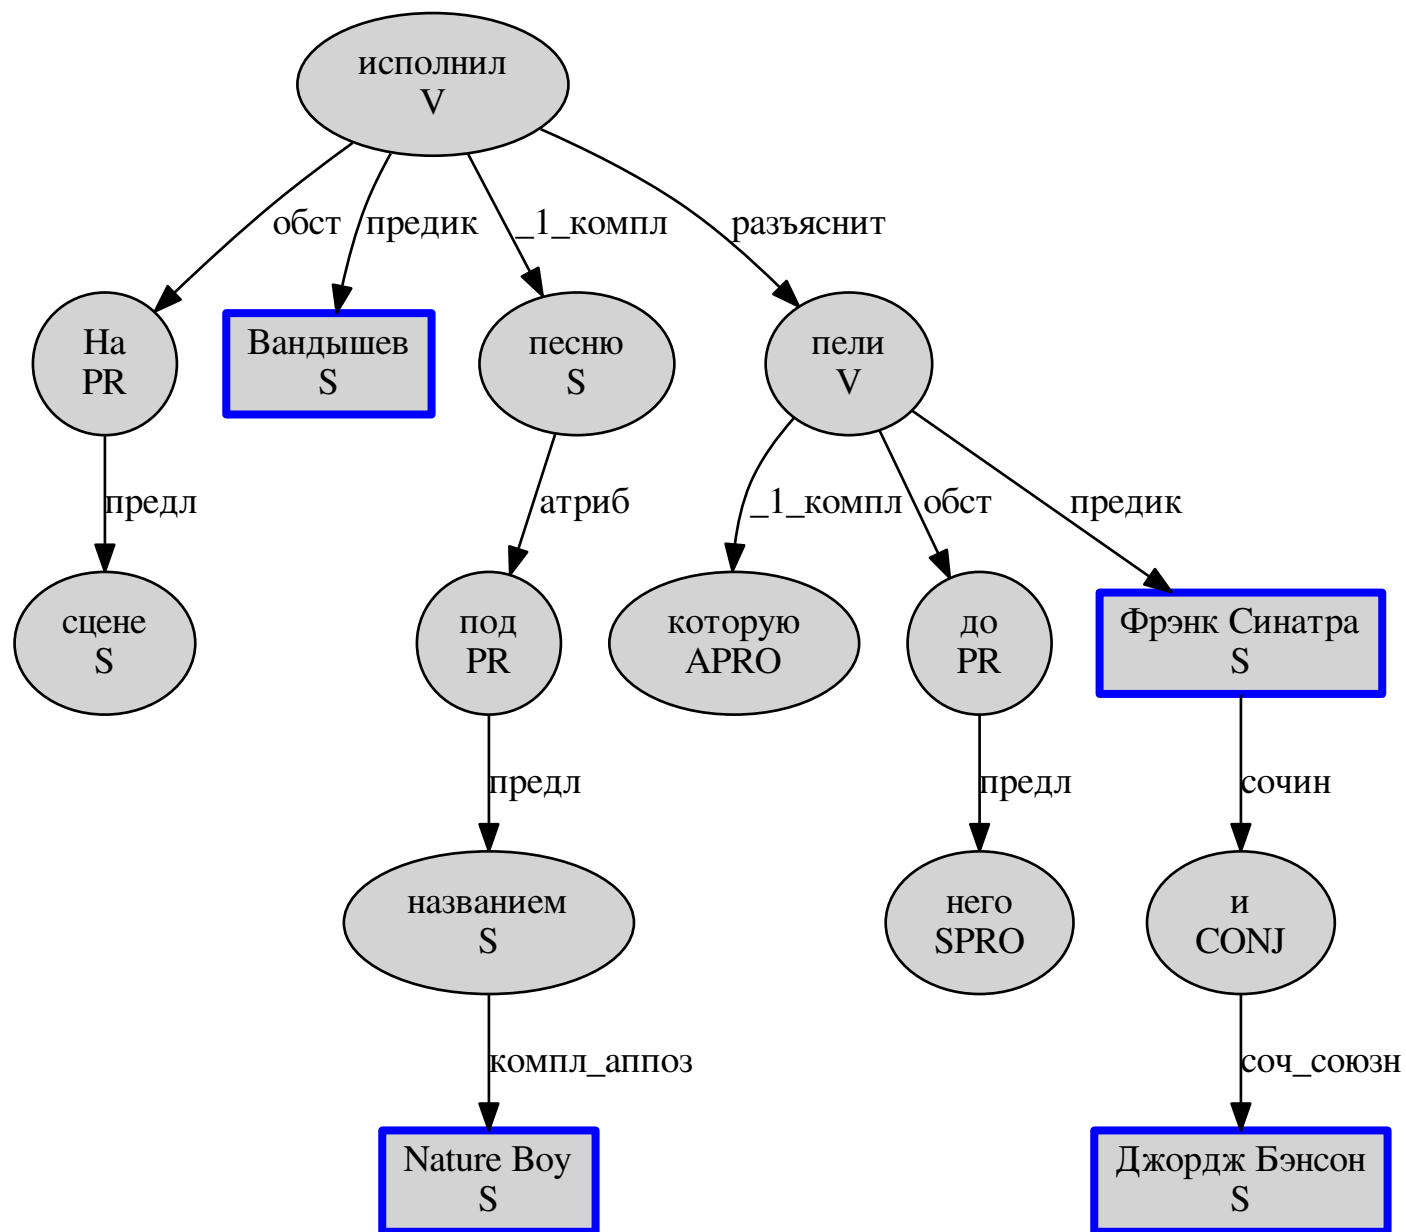 исполнил
V
обст
предик
_1_компл
разъяснит
На
PR
Вандышев
S
песню
S
пели
V
предл
атриб
_1_компл
обст
предик
сцене
S
под
PR
которую
APRO
до
PR
Фрэнк Синатра
S
предл
предл
сочин
названием
S
него
SPRO
и
CONJ
компл_аппоз
соч_союзн
Nature Boy
S
Джордж Бэнсон
S